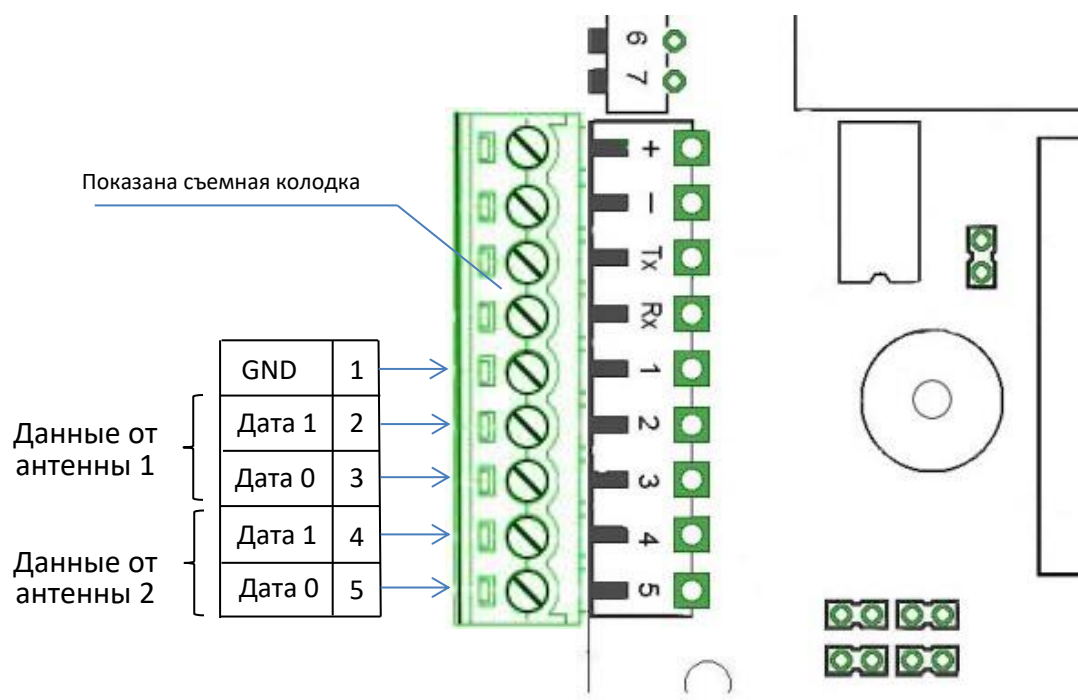 6
7
+
−
Показана съемная колодка
Tx
Rx
GND 1
1
Данные от
антенны 1
Дата 1 2
2
Дата 0 3
3
Данные от
антенны 2
Дата 1 4
4
Дата 0 5
5